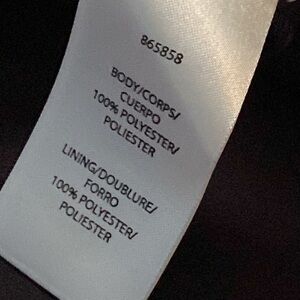 865858
BODY/CORPS/
CUERPO
100% POLYESTER/
POLIESTER
LINING/DOUBLURE/
FORRO
100% POLYESTER/
POLIESTER